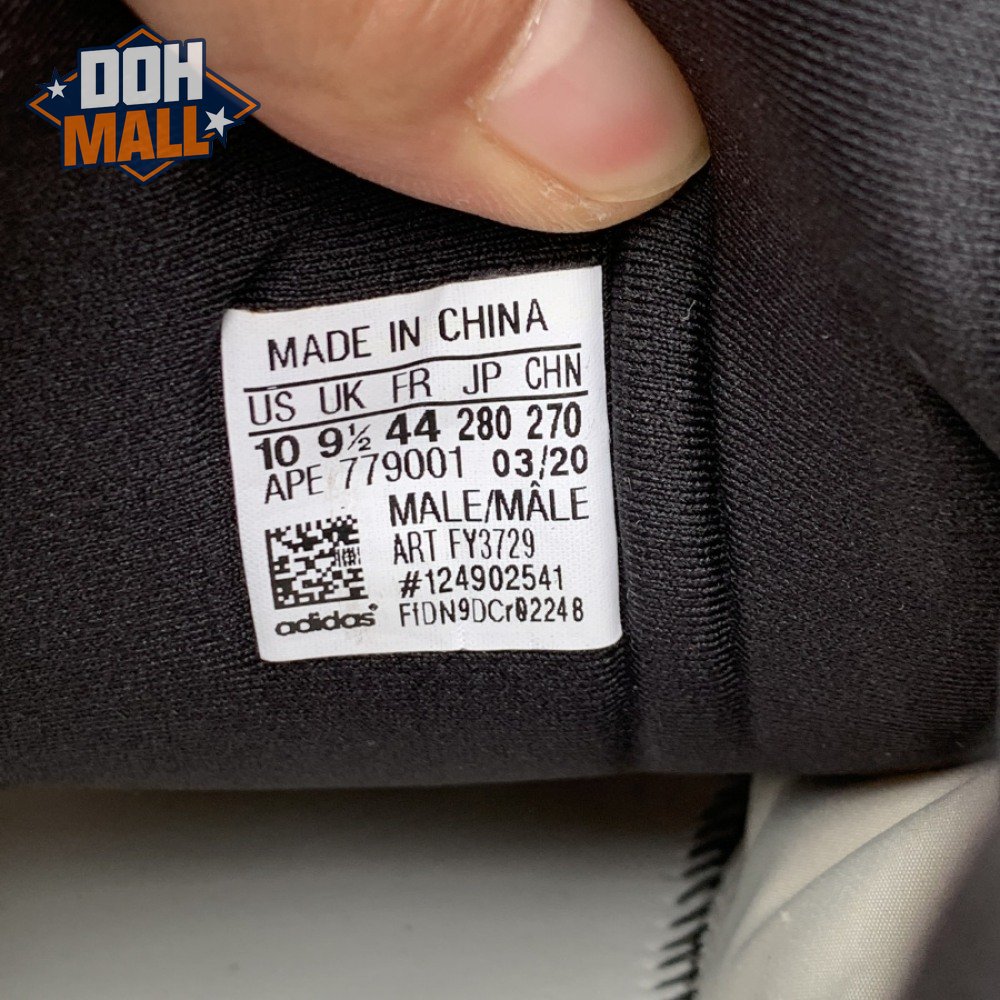 DOH
MALL
MADE IN CHINA
US UK FR JP CHN
10 9½ 44 280 270
APE 779001 03/20
MALE/MÂLE
ART FY3729
#124902541
adidas